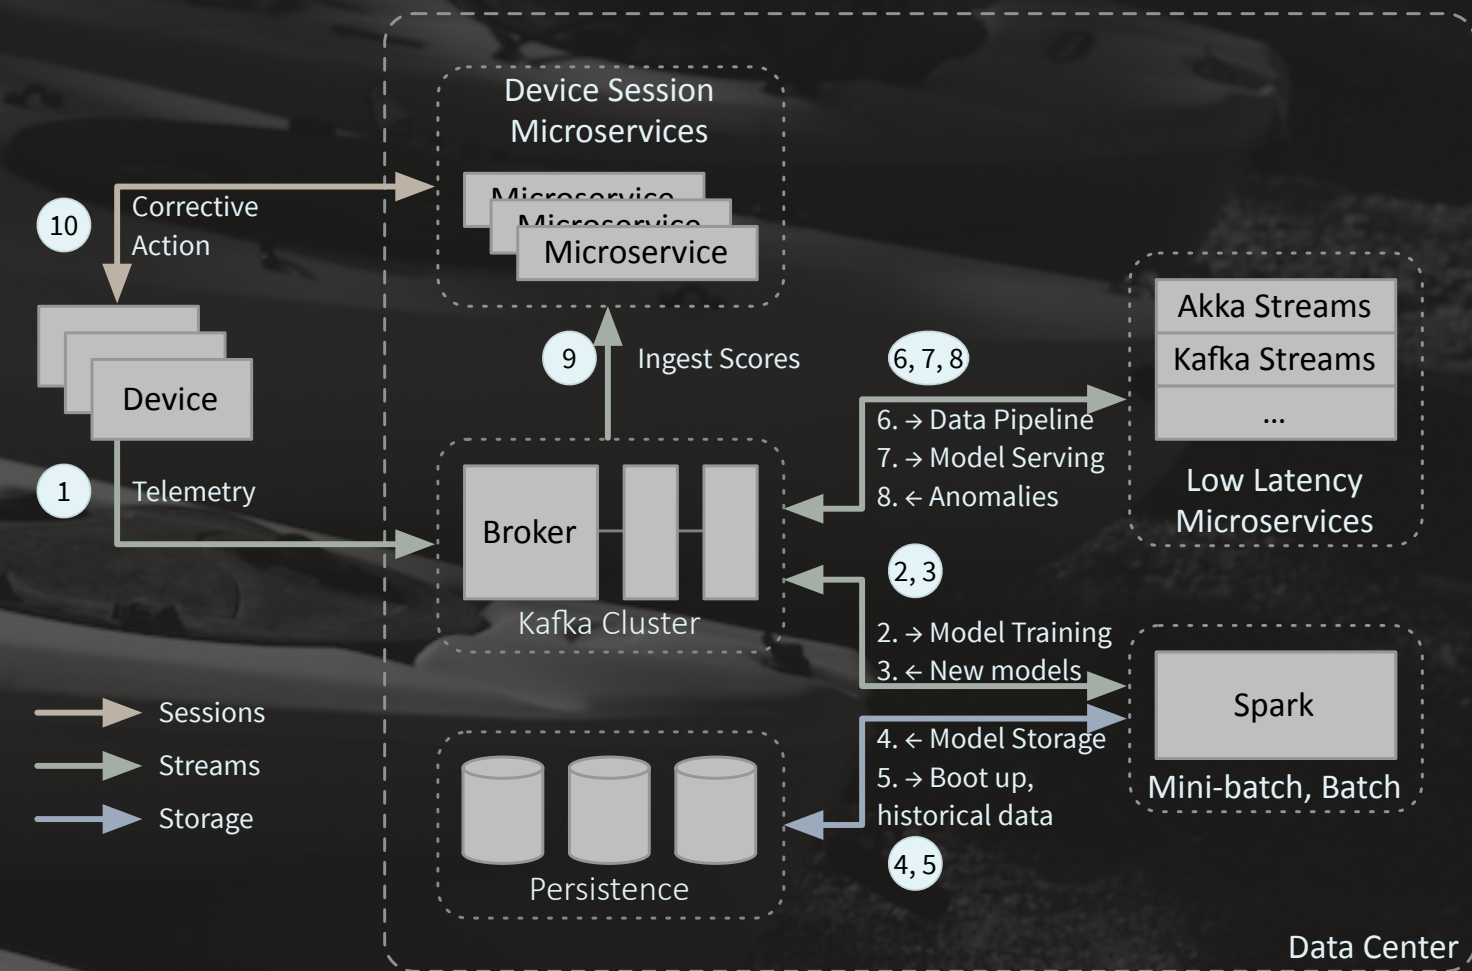 Device Session
Microservices
Microservice
Microservice
Microservice
10
Corrective
Action
Device
1
Telemetry
9
Ingest Scores
6, 7, 8
6. → Data Pipeline
7. → Model Serving
8. ← Anomalies
Akka Streams
Kafka Streams
...
Low Latency
Microservices
Broker
Kafka Cluster
2, 3
2. → Model Training
3. ← New models
Spark
Mini-batch, Batch
4. ← Model Storage
5. → Boot up,
historical data
4, 5
Persistence
Sessions
Streams
Storage
Data Center